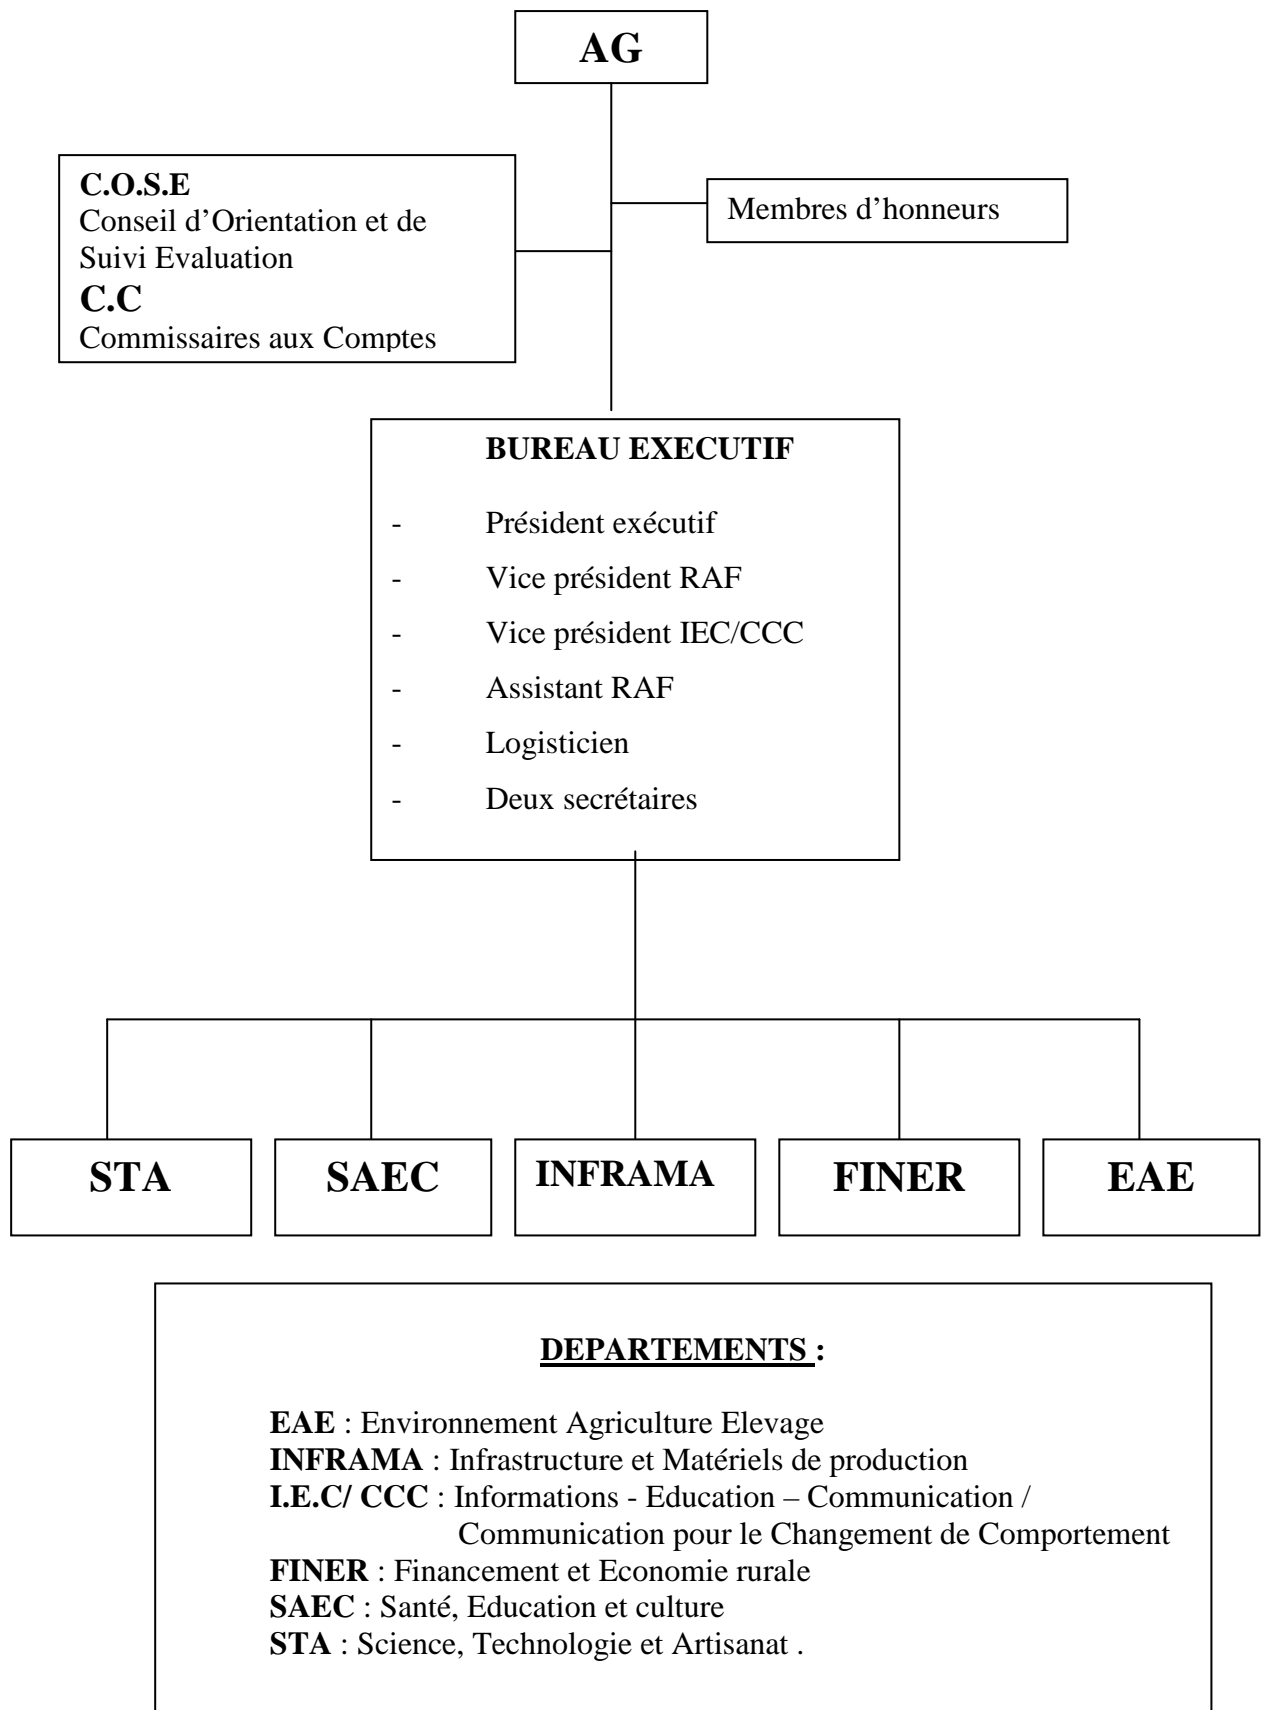 AG
C.O.S.E
Conseil d’Orientation et de
Suivi Evaluation
C.C
Commissaires aux Comptes
Membres d’honneurs
BUREAU EXECUTIF
- Président exécutif
- Vice président RAF
- Vice président IEC/CCC
- Assistant RAF
- Logisticien
- Deux secrétaires
STA
SAEC
INFRAMA
FINER
EAE
DEPARTEMENTS :
EAE : Environnement Agriculture Elevage
INFRAMA : Infrastructure et Matériels de production
I.E.C/ CCC : Informations - Education – Communication /
Communication pour le Changement de Comportement
FINER : Financement et Economie rurale
SAEC : Santé, Education et culture
STA : Science, Technologie et Artisanat .